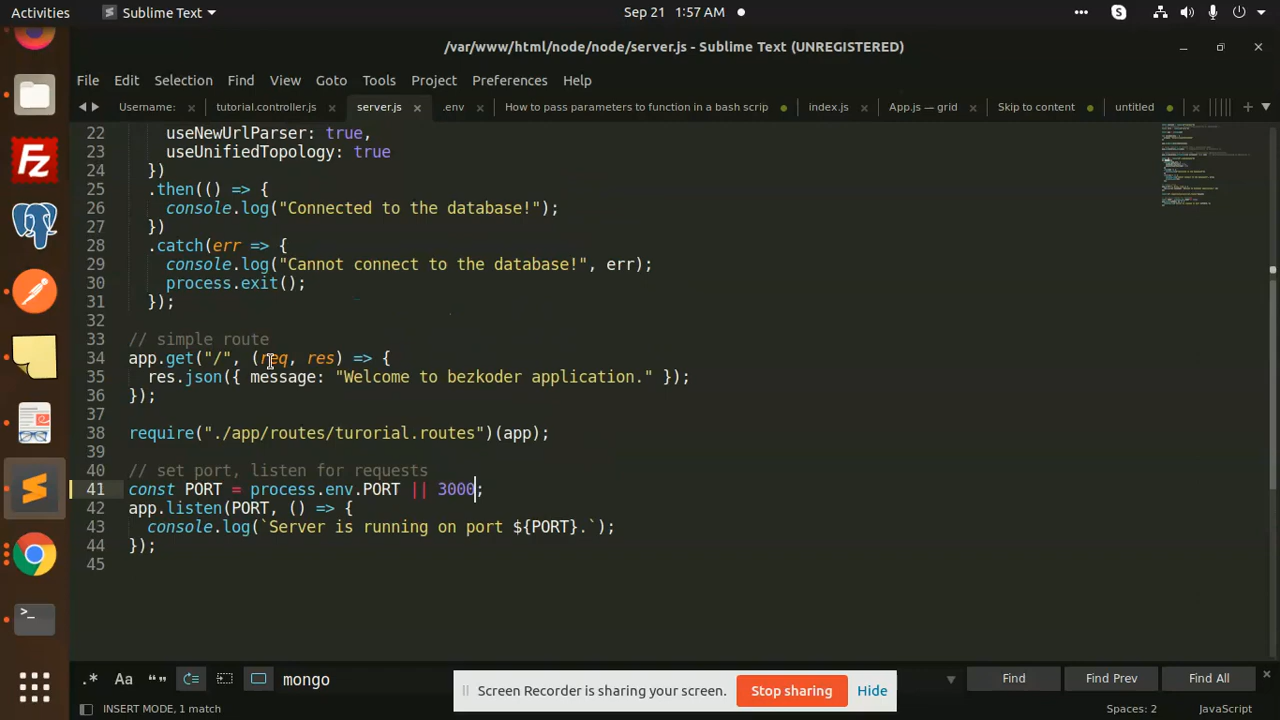 Activities Sublime Text Sep 21 1:57 AM
/var/www/html/node/node/server.js - Sublime Text (UNREGISTERED)
File Edit Selection Find View Goto Tools Project Preferences Help
Username: tutorial.controller.js server.js .env How to pass parameters to function in a bash scrip index.js App.js — grid Skip to content untitled
22 useNewUrlParser: true,
23 useUnifiedTopology: true
24 })
25 .then(() => {
26 console.log("Connected to the database!");
27 })
28 .catch(err => {
29 console.log("Cannot connect to the database!", err);
30 process.exit();
31 });
32
33 // simple route
34 app.get("/", (req, res) => {
35 res.json({ message: "Welcome to bezkoder application." });
36 });
37
38 require("./app/routes/turorial.routes")(app);
39
40 // set port, listen for requests
41 const PORT = process.env.PORT || 3000;
42 app.listen(PORT, () => {
43 console.log(`Server is running on port ${PORT}.`);
44 });
45
.* Aa “” mongo Find Find Prev Find All
Screen Recorder is sharing your screen. Stop sharing Hide
INSERT MODE, 1 match Spaces: 2 JavaScript